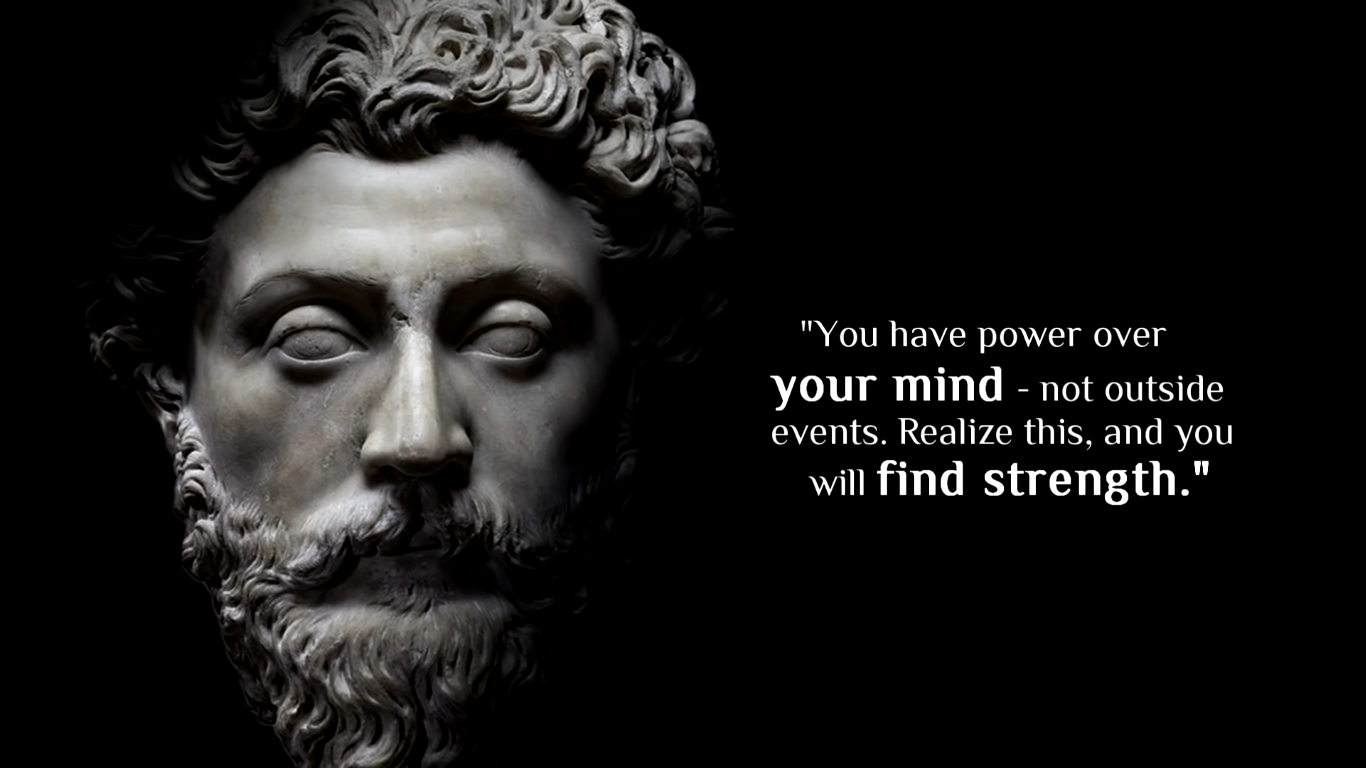 "You have power over
your mind - not outside
events. Realize this, and you
will find strength."